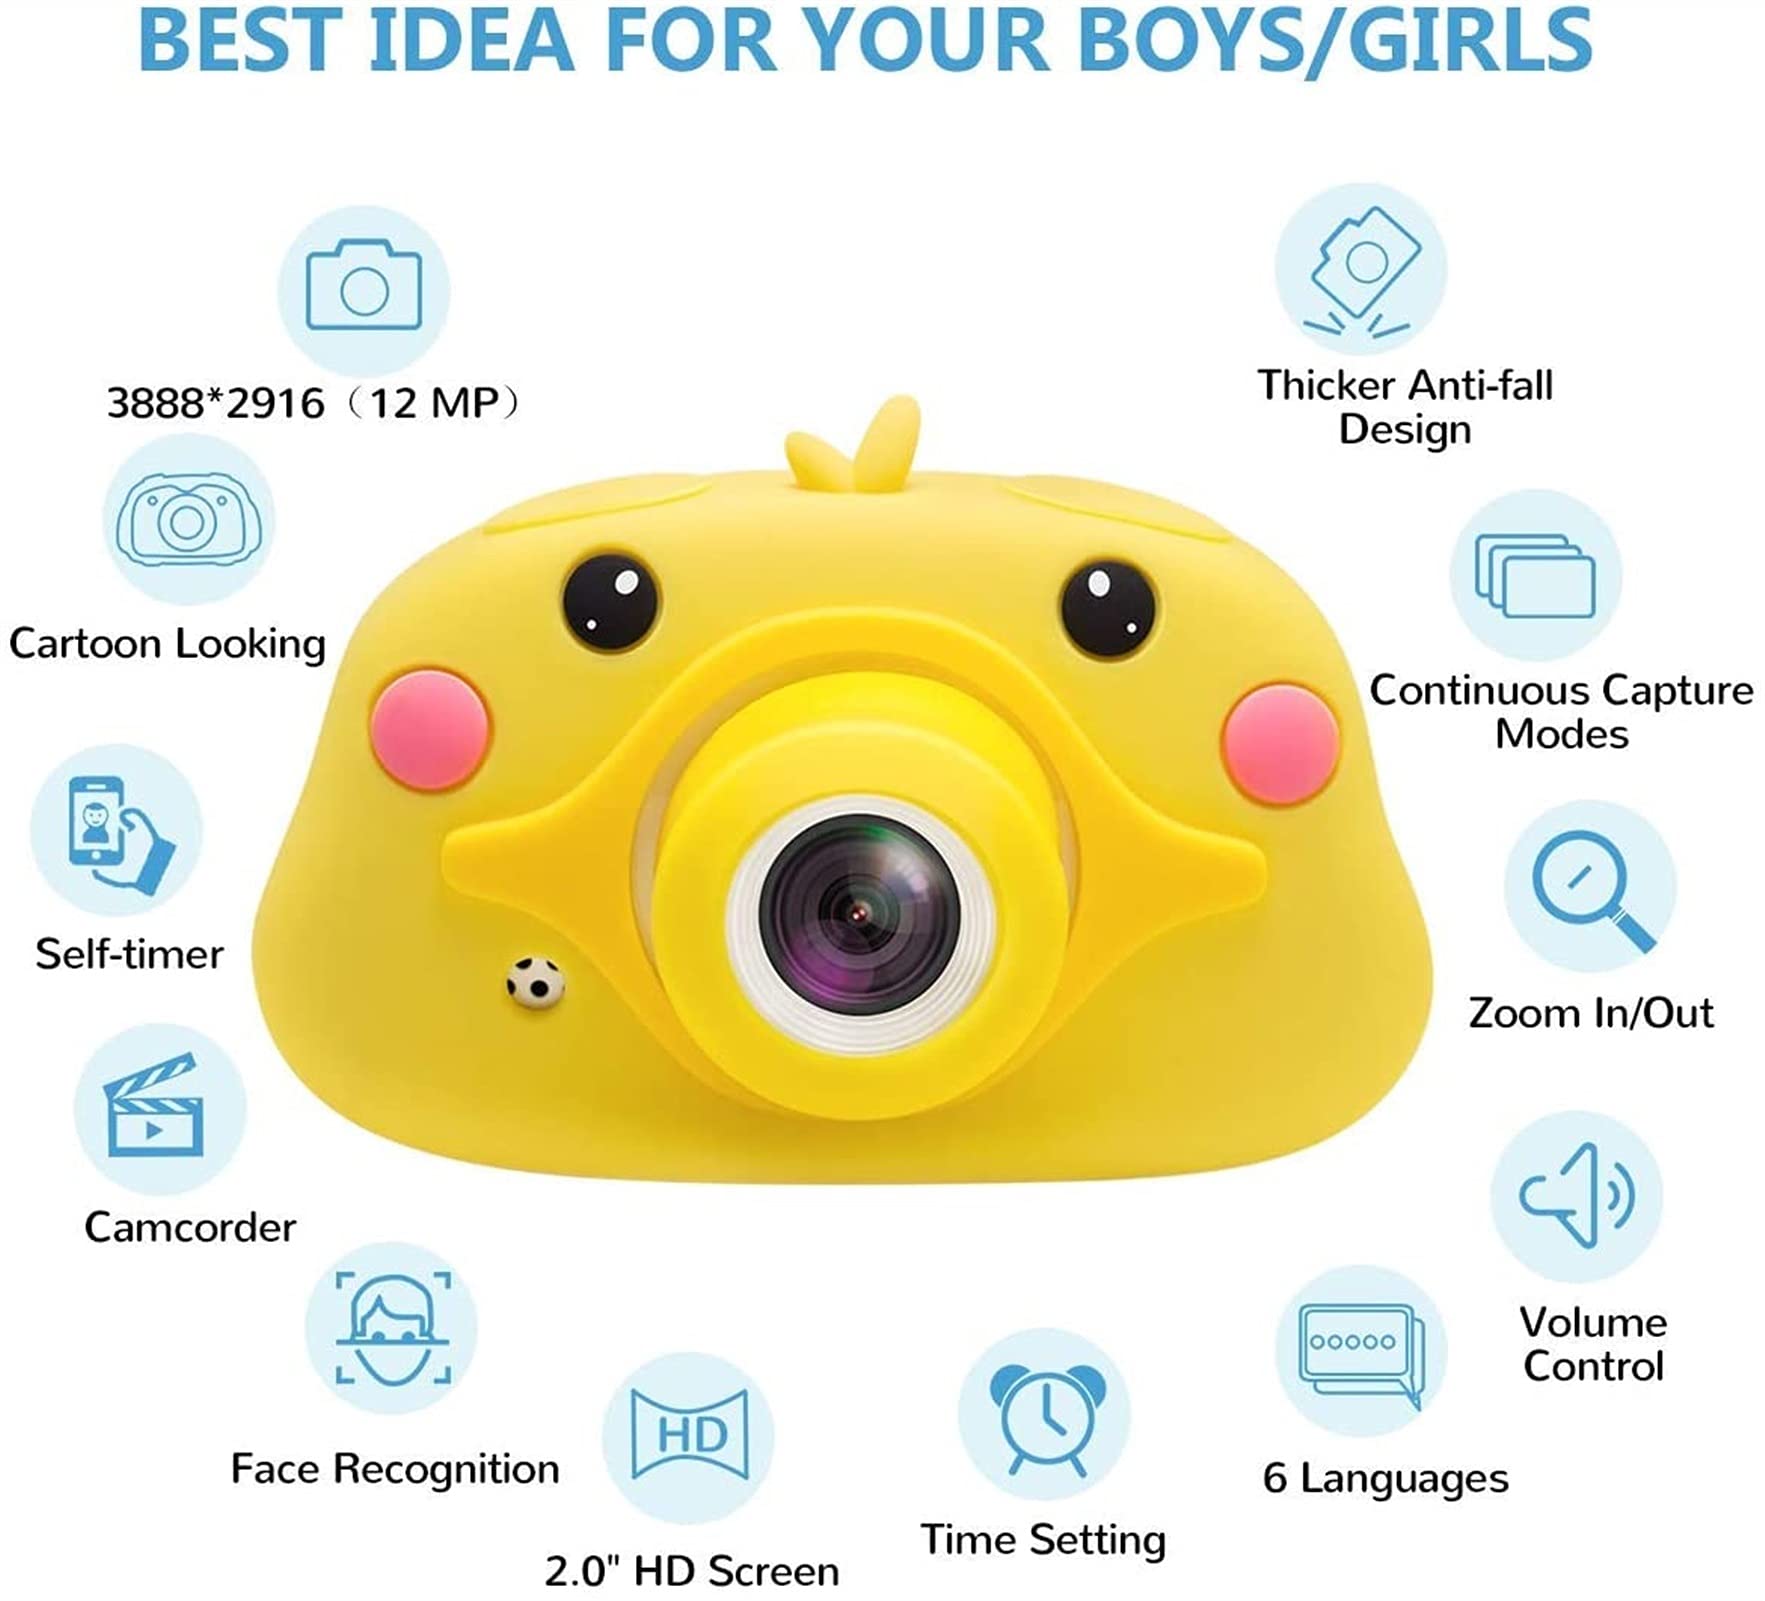 BEST IDEA FOR YOUR BOYS/GIRLS
3888*2916（12 MP）
Thicker Anti-fall
Design
Cartoon Looking
Continuous Capture
Modes
Self-timer
Zoom In/Out
Camcorder
Volume
Control
Face Recognition
HD
2.0" HD Screen
Time Setting
6 Languages